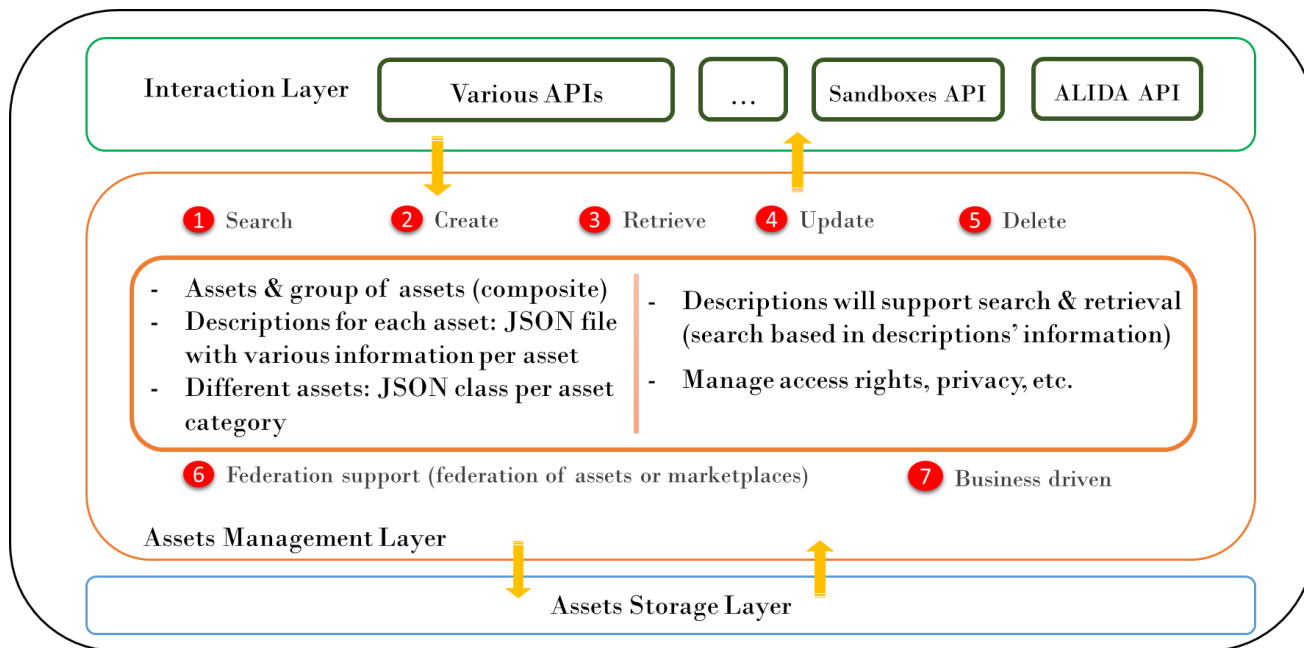 Interaction Layer
Various APIs
...
Sandboxes API
ALIDA API
1 Search
2 Create
3 Retrieve
4 Update
5 Delete
- Assets & group of assets (composite)
- Descriptions for each asset: JSON file
with various information per asset
- Different assets: JSON class per asset
category
- Descriptions will support search & retrieval
(search based in descriptions’ information)
- Manage access rights, privacy, etc.
6 Federation support (federation of assets or marketplaces)
7 Business driven
Assets Management Layer
Assets Storage Layer